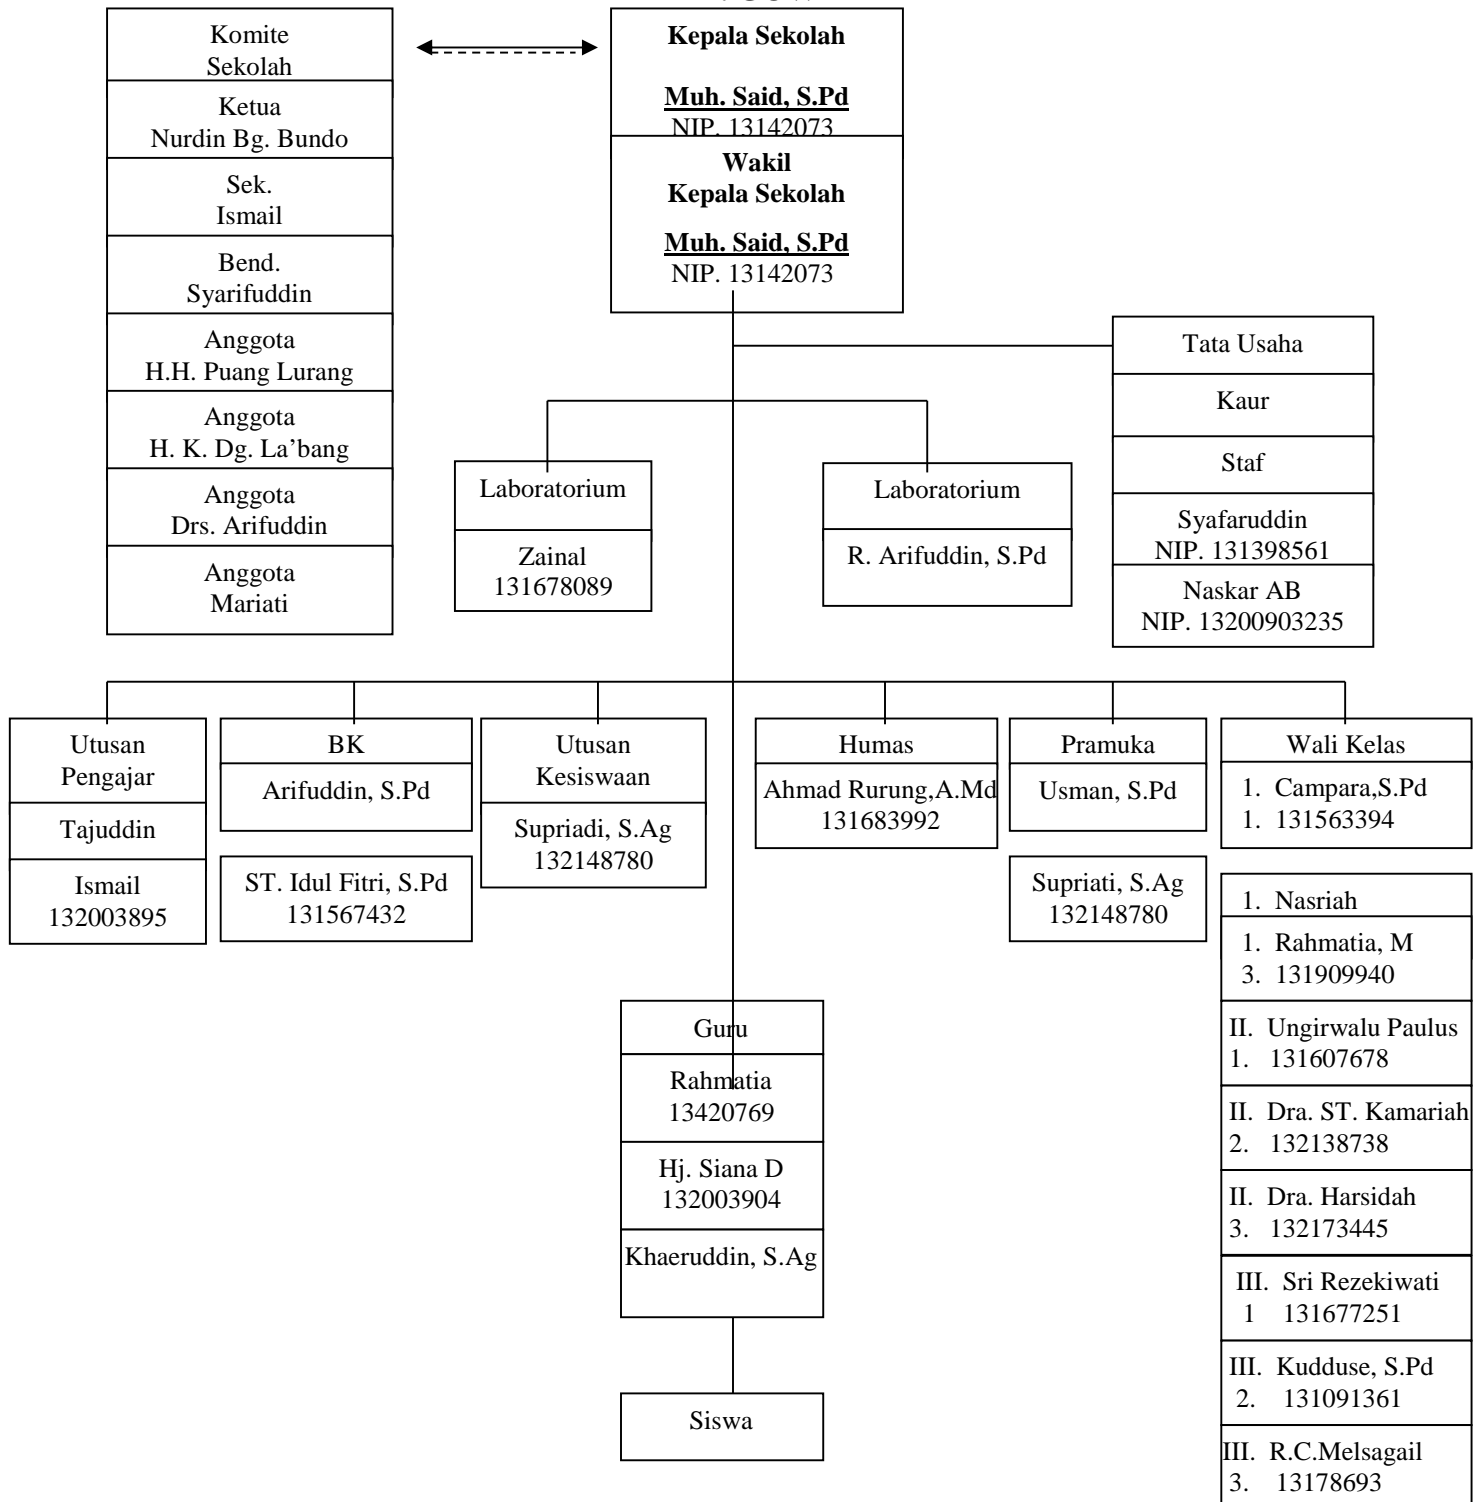 Komite
Sekolah
Ketua
Nurdin Bg. Bundo
Sek.
Ismail
Bend.
Syarifuddin
Anggota
H.H. Puang Lurang
Anggota
H. K. Dg. La’bang
Anggota
Drs. Arifuddin
Anggota
Mariati
Kepala Sekolah
Muh. Said, S.Pd
NIP. 13142073
Wakil
Kepala Sekolah
Muh. Said, S.Pd
NIP. 13142073
Tata Usaha
Kaur
Staf
Syafaruddin
NIP. 131398561
Naskar AB
NIP. 13200903235
Laboratorium
Zainal
131678089
Laboratorium
R. Arifuddin, S.Pd
Utusan
Pengajar
Tajuddin
Ismail
132003895
BK
Arifuddin, S.Pd
ST. Idul Fitri, S.Pd
131567432
Utusan
Kesiswaan
Supriadi, S.Ag
132148780
Humas
Ahmad Rurung,A.Md
131683992
Pramuka
Usman, S.Pd
Supriati, S.Ag
132148780
Wali Kelas
1. Campara,S.Pd
1. 131563394
1. Nasriah
1. Rahmatia, M
3. 131909940
II. Ungirwalu Paulus
1. 131607678
II. Dra. ST. Kamariah
2. 132138738
II. Dra. Harsidah
3. 132173445
III. Sri Rezekiwati
1 131677251
III. Kudduse, S.Pd
2. 131091361
III. R.C.Melsagail
3. 13178693
Guru
Rahmatia
13420769
Hj. Siana D
132003904
Khaeruddin, S.Ag
Siswa